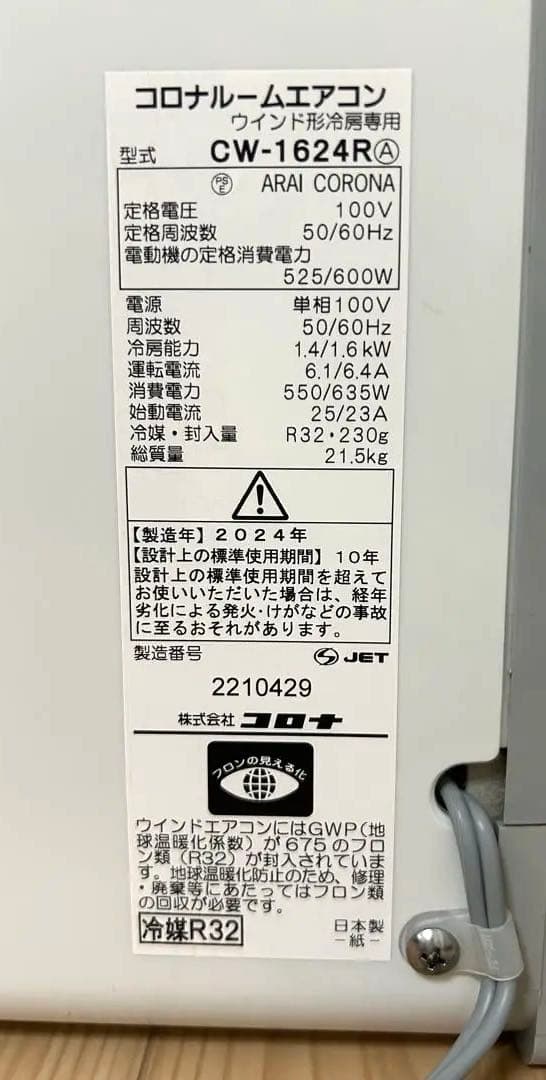 コロナルームエアコン
ウインド形冷房専用
型式 CW-1624RⒶ
PSE ARAI CORONA
定格電圧 100V
定格周波数 50/60Hz
電動機の定格消費電力
525/600W
電源 単相100V
周波数 50/60Hz
冷房能力 1.4/1.6kW
運転電流 6.1/6.4A
消費電力 550/635W
始動電流 25/23A
冷媒・封入量 R32・230g
総質量 21.5kg
【製造年】2024年
【設計上の標準使用期間】10年
設計上の標準使用期間を超えて
お使いいただいた場合は、経年
劣化による発火・けがなどの事故
に至るおそれがあります。
製造番号 JET
2210429
株式会社 コロナ
フロンの見える化
ウインドエアコンにはGWP(地
球温暖化係数)が675のフロ
ン類(R32)が封入されていま
す。地球温暖化防止のため、修理
・廃棄等にあたってはフロン類
の回収が必要です。
冷媒R32 日本製
-紙-